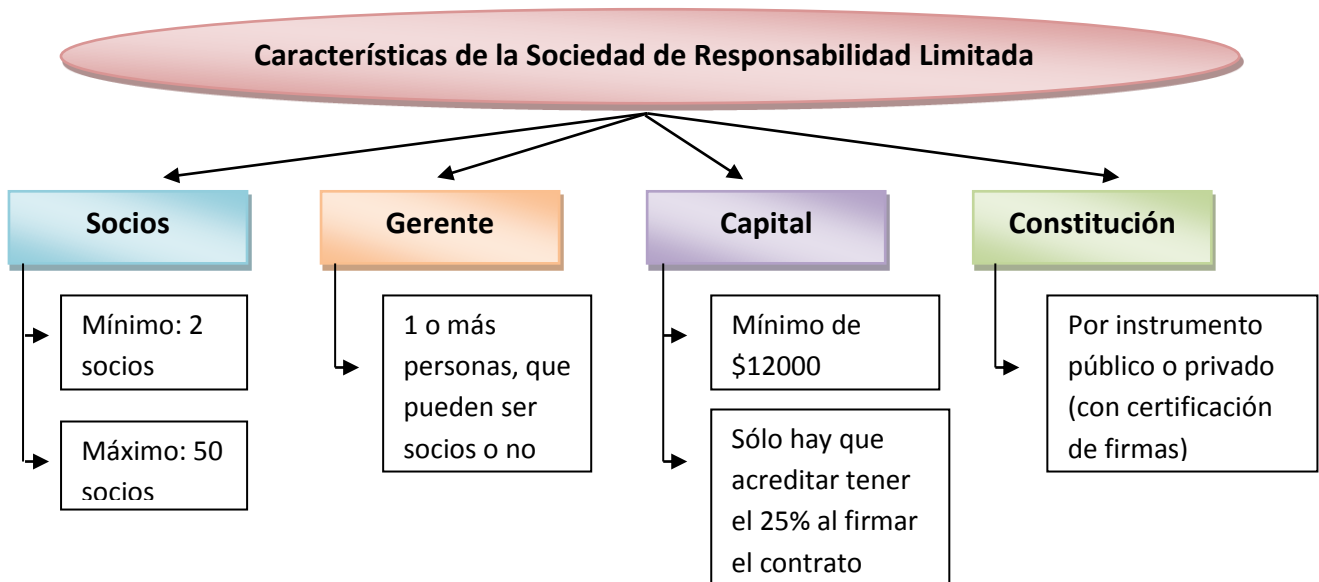 Características de la Sociedad de Responsabilidad Limitada
Socios
Mínimo: 2
socios
Máximo: 50
socios
Gerente
1 o más
personas, que
pueden ser
socios o no
Capital
Mínimo de
$12000
Sólo hay que
acreditar tener
el 25% al firmar
el contrato
Constitución
Por instrumento
público o privado
(con certificación
de firmas)